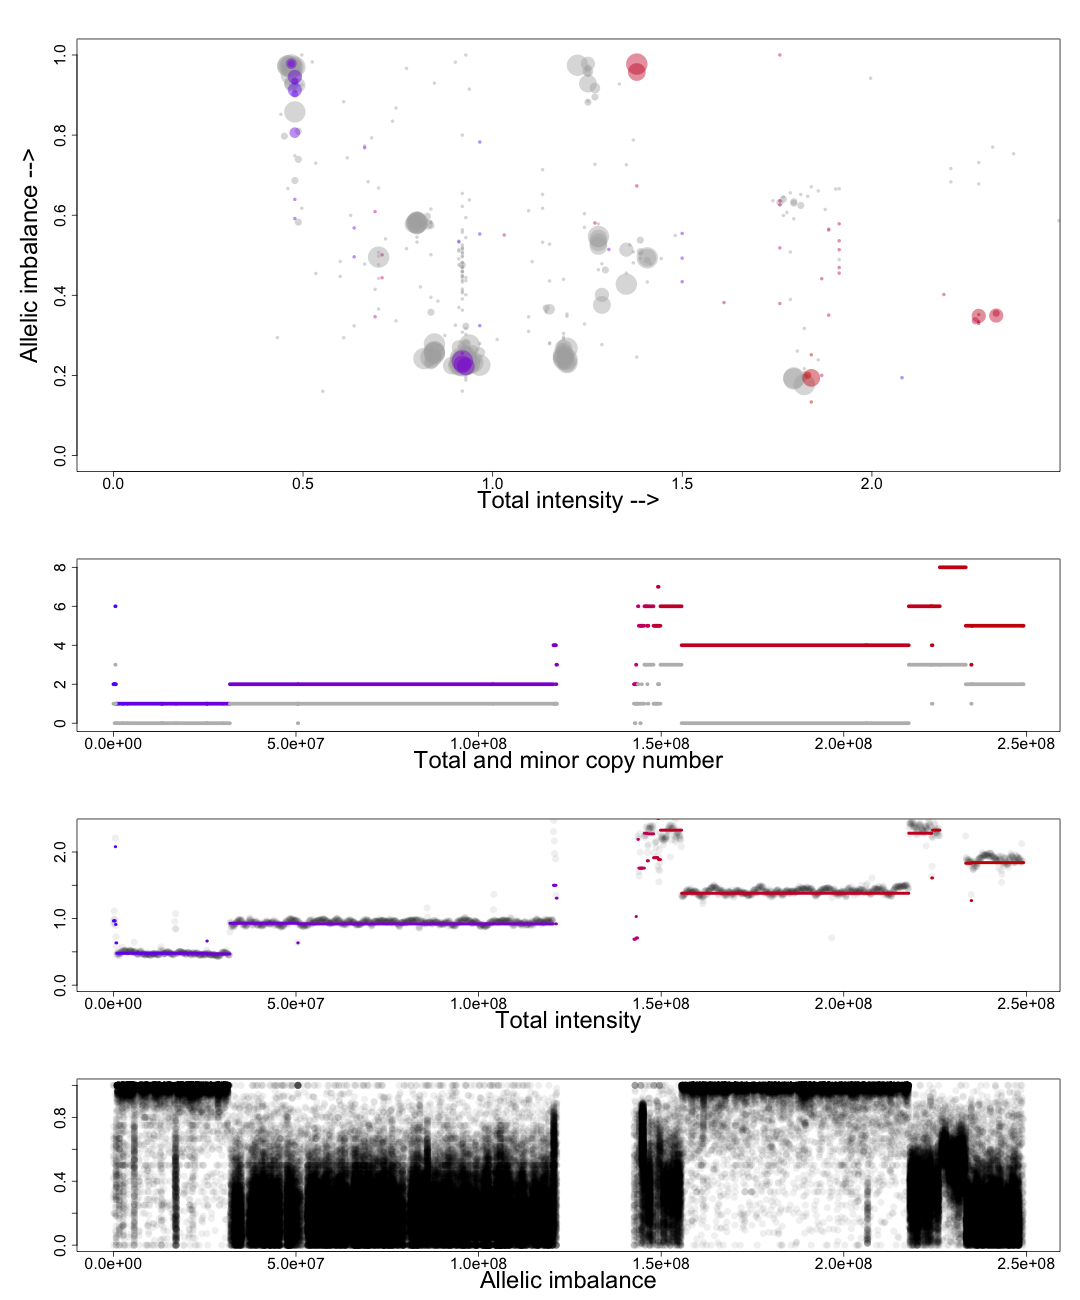 1.0
0.8
0.6
0.4
0.2
0.0
Allelic imbalance -->
0.0 0.5 1.0 1.5 2.0
Total intensity -->
8
6
4
2
0
0.0e+00 5.0e+07 1.0e+08 1.5e+08 2.0e+08 2.5e+08
Total and minor copy number
2.0
1.0
0.0
0.0e+00 5.0e+07 1.0e+08 1.5e+08 2.0e+08 2.5e+08
Total intensity
0.8
0.4
0.0
0.0e+00 5.0e+07 1.0e+08 1.5e+08 2.0e+08 2.5e+08
Allelic imbalance